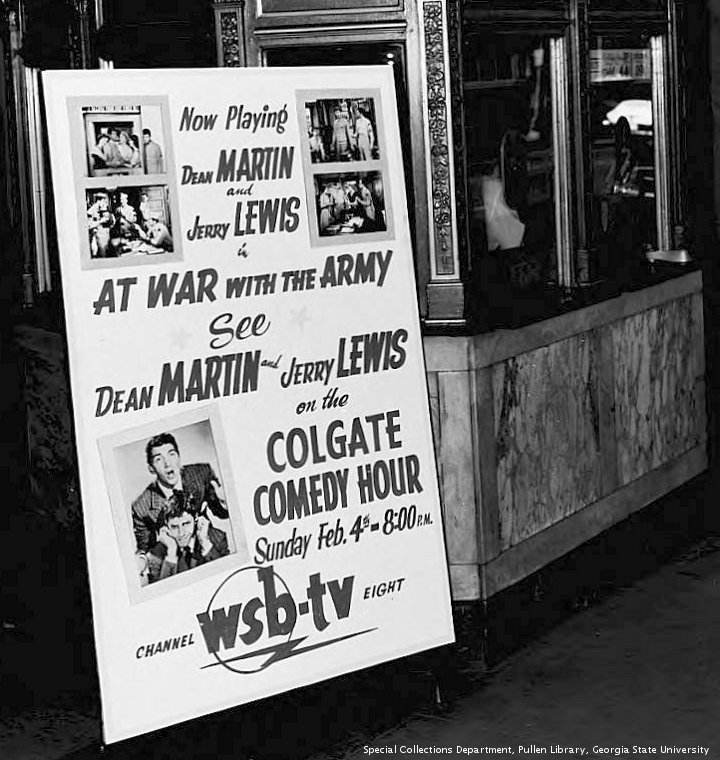 Now Playing
DEAN MARTIN
and
JERRY LEWIS
in
AT WAR WITH THE ARMY
See
DEAN MARTIN and JERRY LEWIS
on the
COLGATE
COMEDY HOUR
Sunday Feb. 4th - 8:00 P.M.
CHANNEL wsb-tv EIGHT
Special Collections Department, Pullen Library, Georgia State University